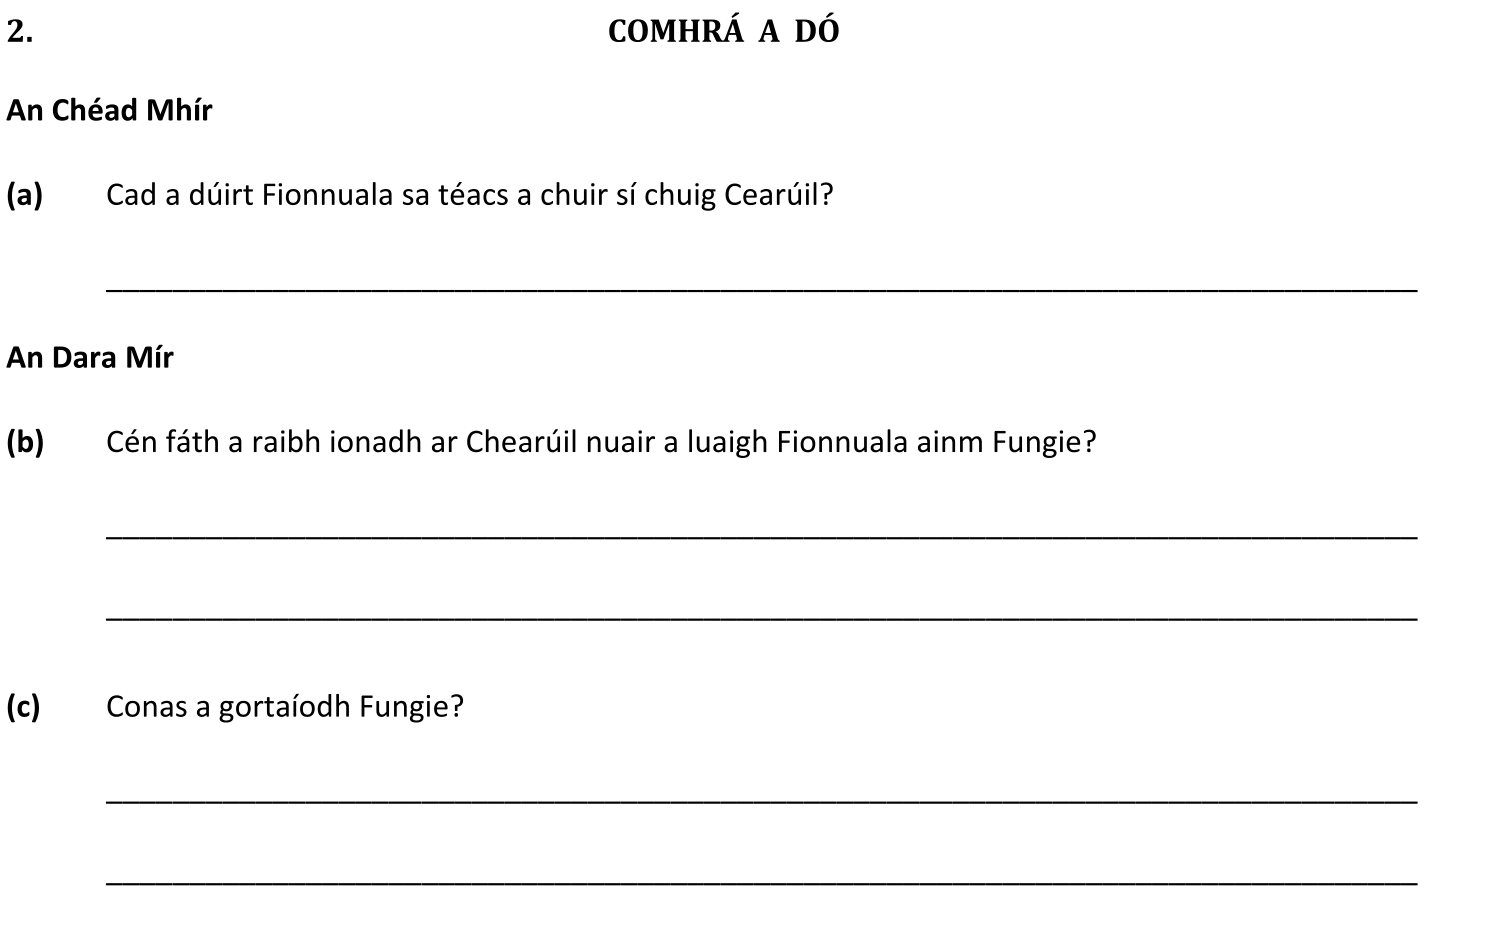 2. COMHRÁ A DÓ
An Chéad Mhír
(a) Cad a dúirt Fionnuala sa téacs a chuir sí chuig Cearúil?
An Dara Mír
(b) Cén fáth a raibh ionadh ar Chearúil nuair a luaigh Fionnuala ainm Fungie?
(c) Conas a gortaíodh Fungie?